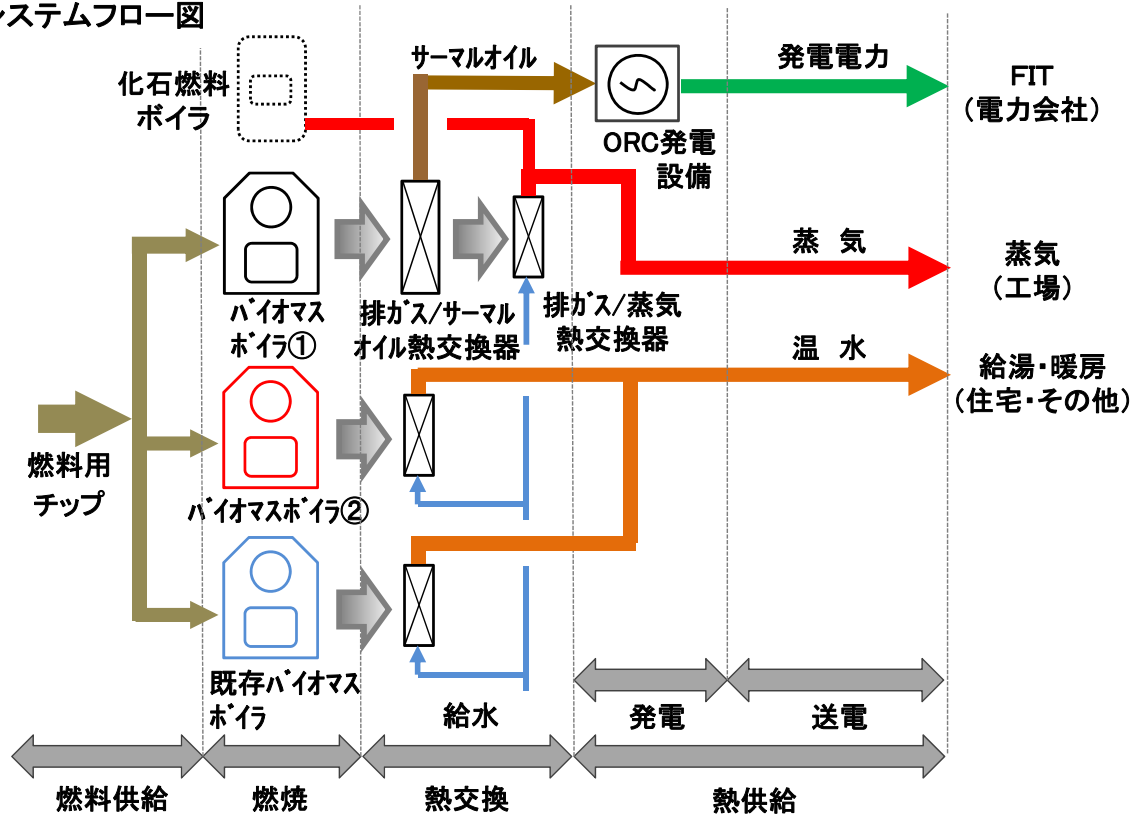 システムフロー図
サーマルオイル
発電電力
化石燃料
ボイラ
FIT
（電力会社）
ORC発電
設備
蒸 気
蒸気
（工場）
バイオマス
ボイラ①
排ガス/サーマル
オイル熱交換器
排ガス/蒸気
熱交換器
温 水
給湯・暖房
（住宅・その他）
燃料用
チップ
バイオマスボイラ②
既存バイオマス
ボイラ
給水
発電
送電
燃料供給
燃焼
熱交換
熱供給